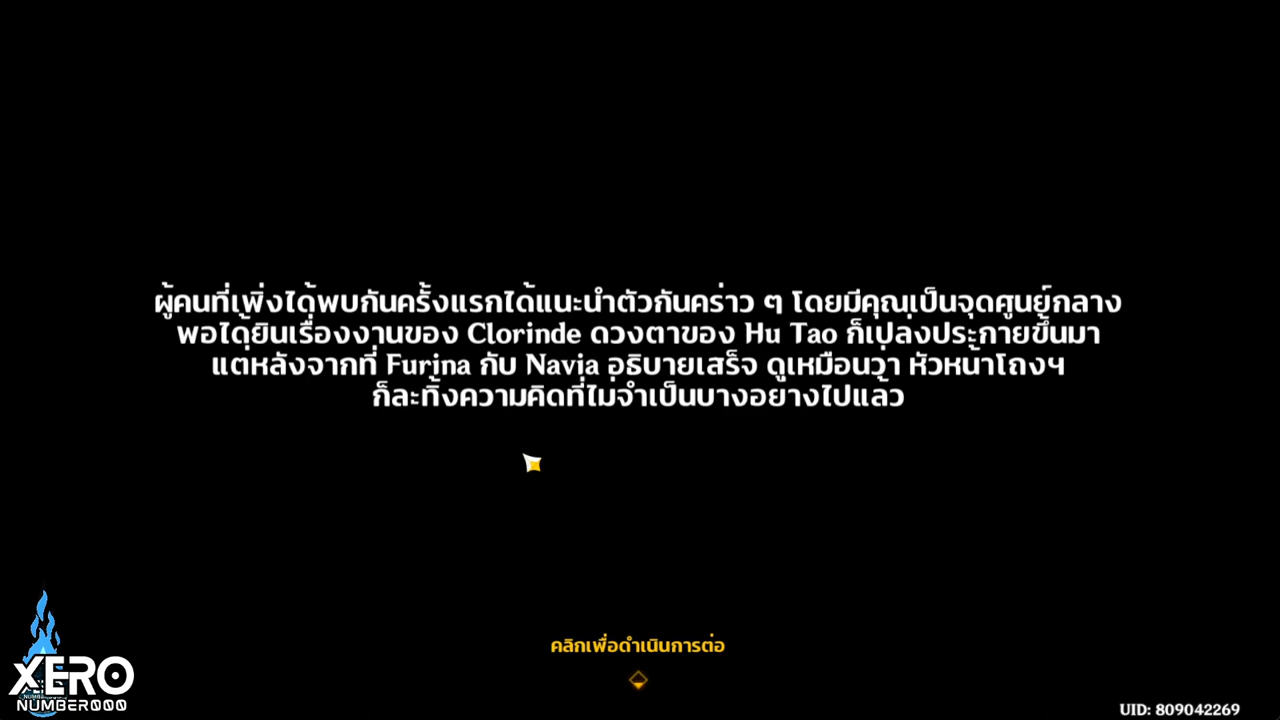 ผู้คนที่เพิ่งได้พบกันครั้งแรกได้แนะนำตัวกันคร่าว ๆ โดยมีคุณเป็นจุดศูนย์กลาง
พอได้ยินเรื่องงานของ Clorinde ดวงตาของ Hu Tao ก็เปล่งประกายขึ้นมา
แต่หลังจากที่ Furina กับ Navia อธิบายเสร็จ ดูเหมือนว่า หัวหน้าโถงฯ
ก็ละทิ้งความคิดที่ไม่จำเป็นบางอย่างไปแล้ว
คลิกเพื่อดำเนินการต่อ
XERO
NUMBER000
UID: 809042269